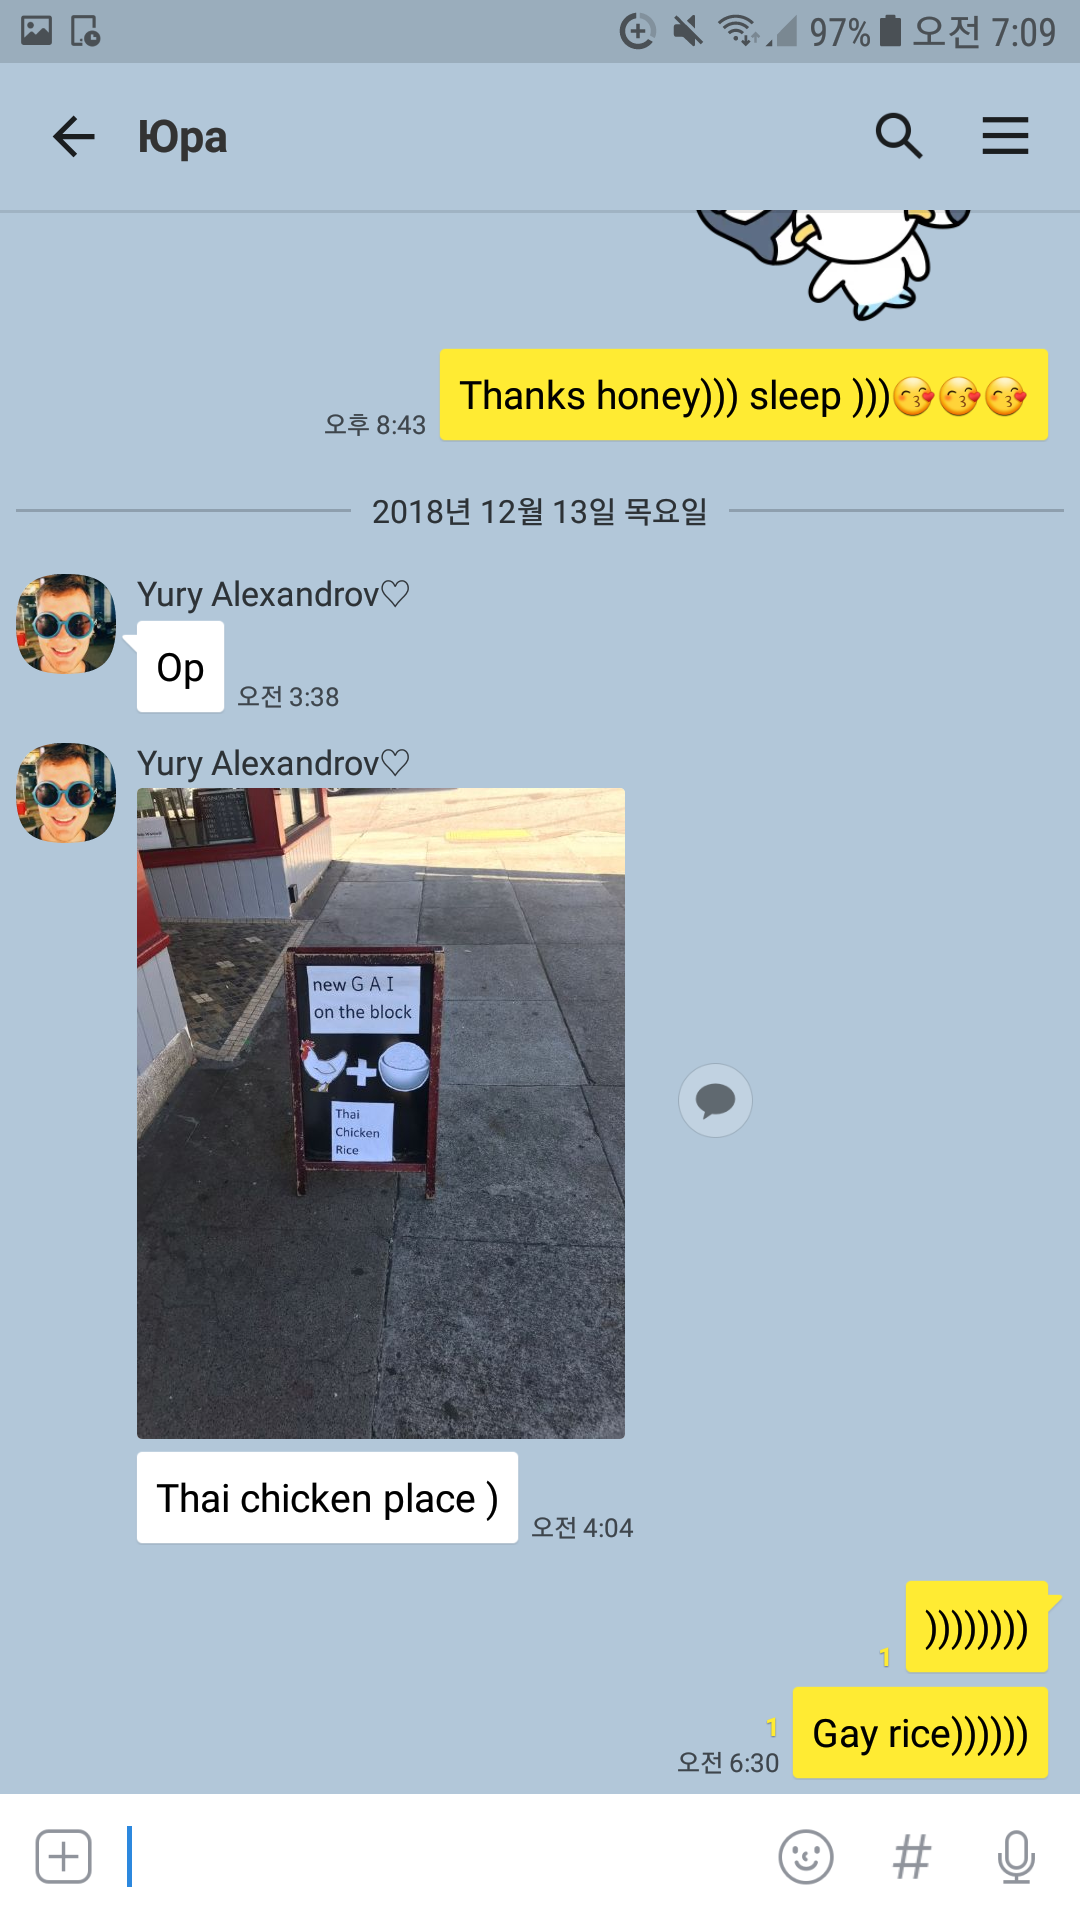 97% 오전 7:09
Юра
Thanks honey))) sleep )))😙😙😙
오후 8:43
2018년 12월 13일 목요일
Yury Alexandrov♡
Op
오전 3:38
Yury Alexandrov♡
BUSINESS HOURS
new G A I
on the block
Thai
Chicken
Rice
Thai chicken place )
오전 4:04
))))))))
1
Gay rice))))))
1
오전 6:30